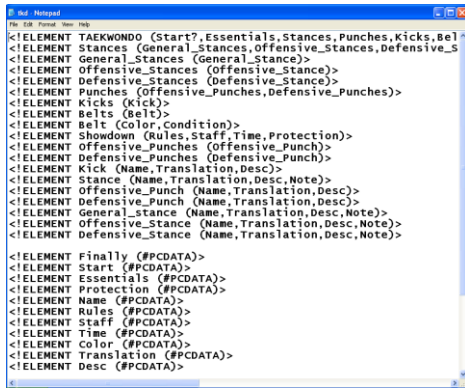 tkd - Notepad
File Edit Format View Help
<!ELEMENT TAEKWONDO (Start?,Essentials,Stances,Punches,Kicks,Bel
<!ELEMENT Stances (General_Stances,Offensive_Stances,Defensive_S
<!ELEMENT General_Stances (General_Stance)>
<!ELEMENT Offensive_Stances (Offensive_Stance)>
<!ELEMENT Defensive_Stances (Defensive_Stance)>
<!ELEMENT Punches (Offensive_Punches,Defensive_Punches)>
<!ELEMENT Kicks (Kick)>
<!ELEMENT Belts (Belt)>
<!ELEMENT Belt (Color,Condition)>
<!ELEMENT Showdown (Rules,Staff,Time,Protection)>
<!ELEMENT Offensive_Punches (Offensive_Punch)>
<!ELEMENT Defensive_Punches (Defensive_Punch)>
<!ELEMENT Kick (Name,Translation,Desc)>
<!ELEMENT Stance (Name,Translation,Desc,Note)>
<!ELEMENT Offensive_Punch (Name,Translation,Desc)>
<!ELEMENT Defensive_Punch (Name,Translation,Desc)>
<!ELEMENT General_stance (Name,Translation,Desc,Note)>
<!ELEMENT Offensive_Stance (Name,Translation,Desc,Note)>
<!ELEMENT Defensive_Stance (Name,Translation,Desc,Note)>
<!ELEMENT Finally (#PCDATA)>
<!ELEMENT Start (#PCDATA)>
<!ELEMENT Essentials (#PCDATA)>
<!ELEMENT Protection (#PCDATA)>
<!ELEMENT Name (#PCDATA)>
<!ELEMENT Rules (#PCDATA)>
<!ELEMENT Staff (#PCDATA)>
<!ELEMENT Time (#PCDATA)>
<!ELEMENT Color (#PCDATA)>
<!ELEMENT Translation (#PCDATA)>
<!ELEMENT Desc (#PCDATA)>